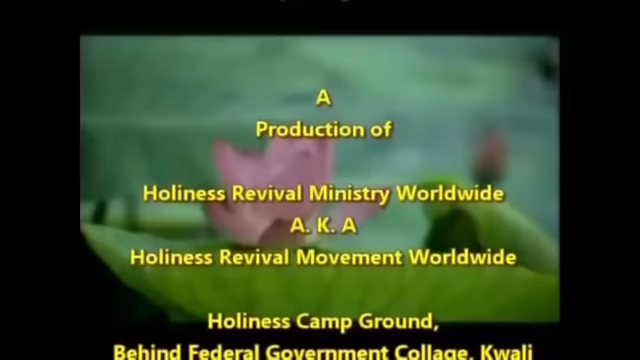 A
Production of
Holiness Revival Ministry Worldwide
A. K. A
Holiness Revival Movement Worldwide
Holiness Camp Ground,
Behind Federal Government Collage, Kwali